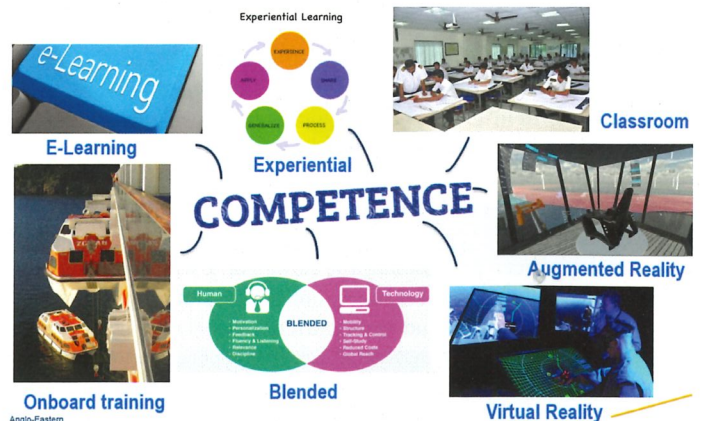 Experiential Learning
e-Learning
EXPERIENCE
SHARE
PROCESS
GENERALIZE
APPLY
E-Learning
Experiential
Classroom
COMPETENCE
Augmented Reality
Human
Technology
- Motivation
- Personalization
- Feedback
- Fluency & Listening
- Relevance
- Discipline
BLENDED
- Mobility
- Structure
- Tracking & Control
- Self-Study
- Reduced Costs
- Global Reach
Onboard training
Blended
Virtual Reality
Anglo-Eastern